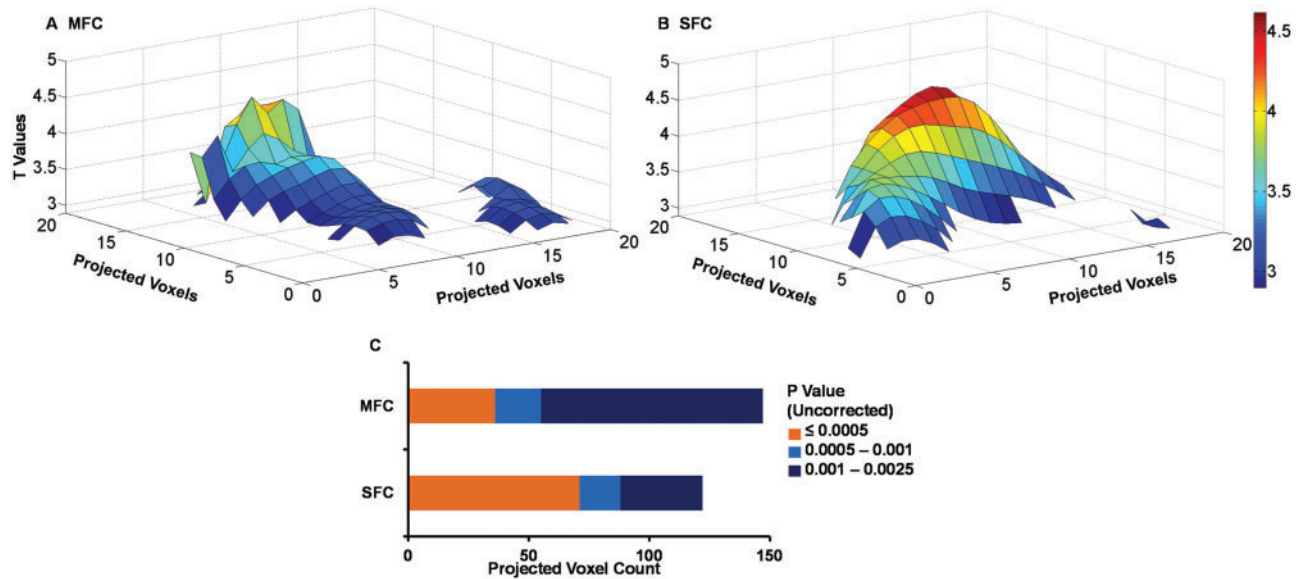 A MFC
5
4.5
4
3.5
3
T Values
20
15
10
5
0
Projected Voxels
0
5
10
15
20
Projected Voxels
B SFC
5
4.5
4
3.5
3
20
15
10
5
0
Projected Voxels
0
5
10
15
20
Projected Voxels
4.5
4
3.5
3
C
MFC
SFC
0
50
100
150
Projected Voxel Count
P Value
(Uncorrected)
≤ 0.0005
0.0005 – 0.001
0.001 – 0.0025